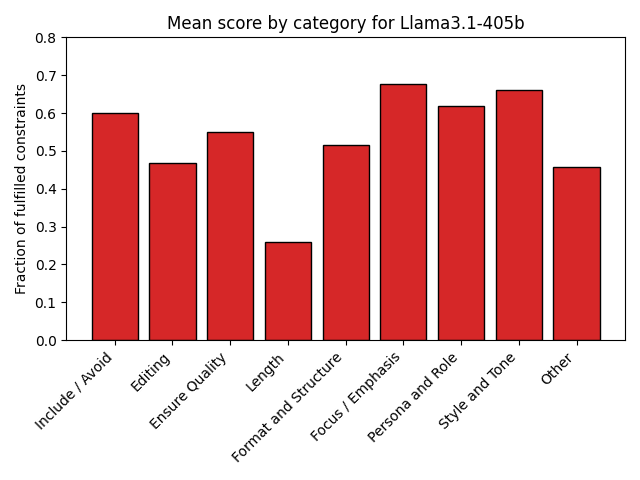 Mean score by category for Llama3.1-405b
Fraction of fulfilled constraints
0.8
0.7
0.6
0.5
0.4
0.3
0.2
0.1
0.0
Include / Avoid
Editing
Ensure Quality
Length
Format and Structure
Focus / Emphasis
Persona and Role
Style and Tone
Other